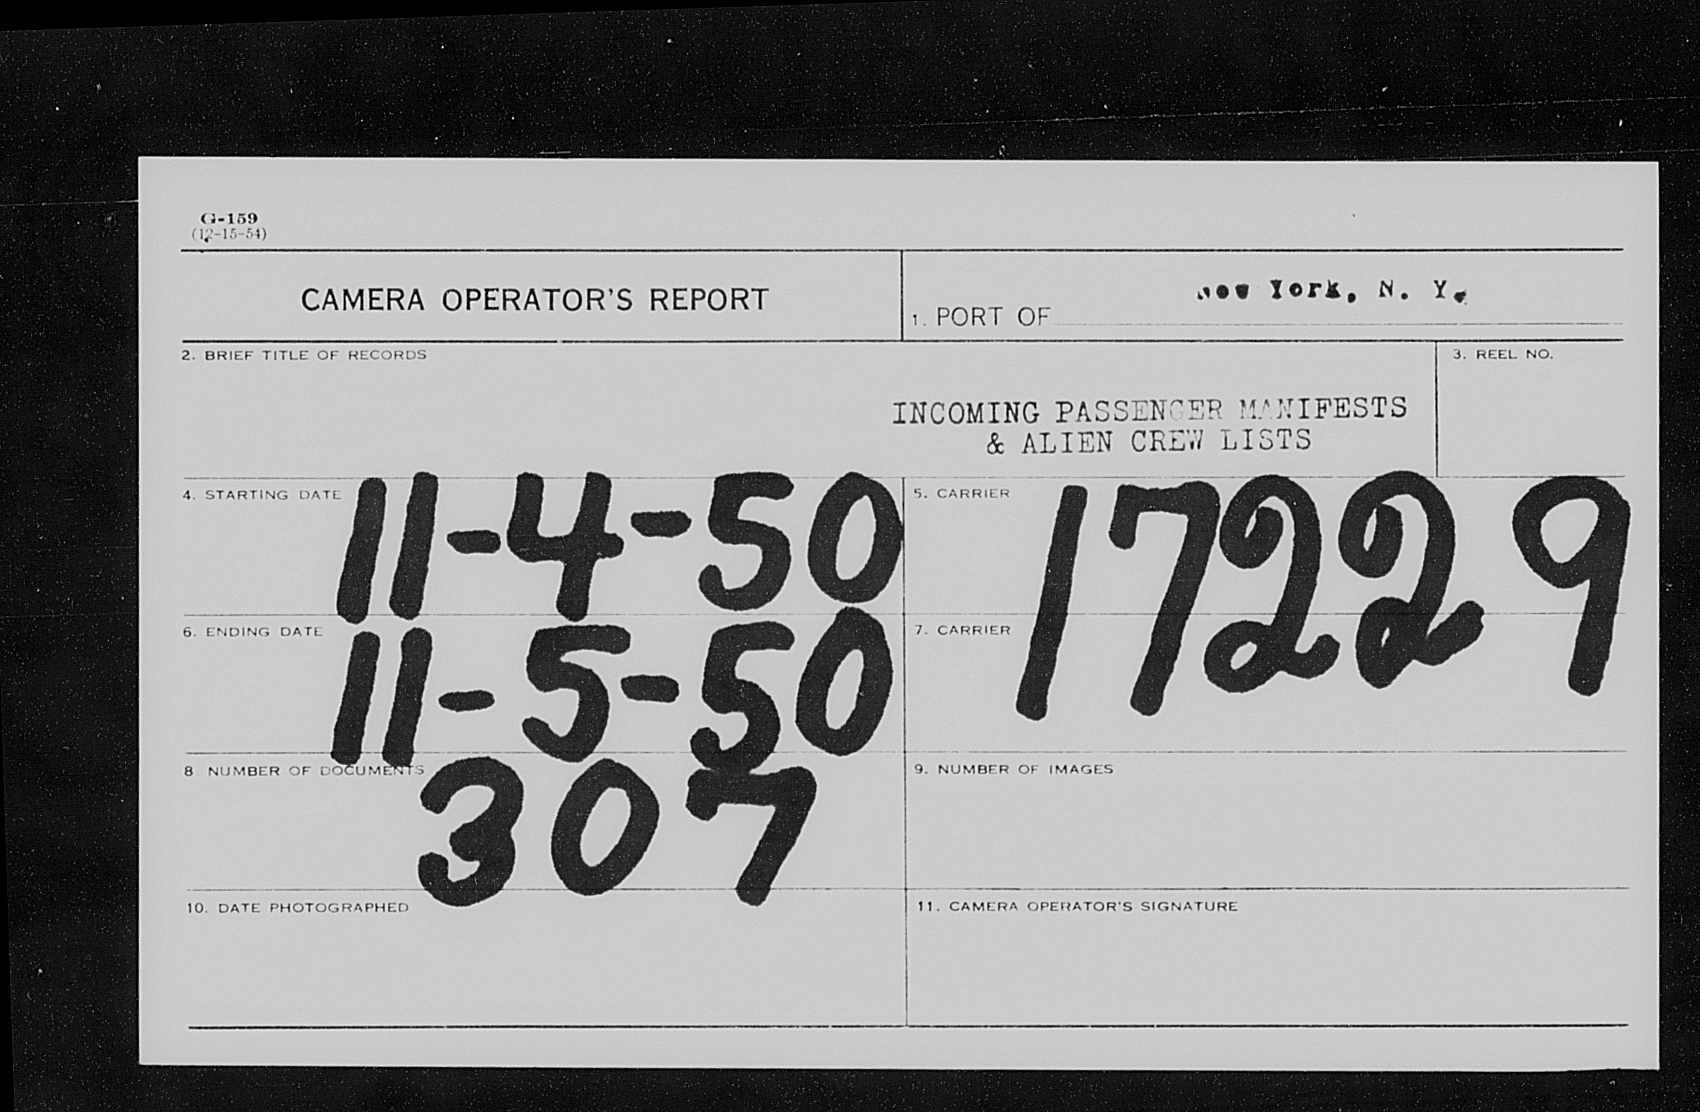 G-159
(12-15-54)
CAMERA OPERATOR'S REPORT
1. PORT OF New York, N. Y.
2. BRIEF TITLE OF RECORDS
INCOMING PASSENGER MANIFESTS
& ALIEN CREW LISTS
3. REEL NO.
4. STARTING DATE 11-4-50
5. CARRIER 17229
6. ENDING DATE 11-5-50
7. CARRIER
8 NUMBER OF DOCUMENTS 307
9. NUMBER OF IMAGES
10. DATE PHOTOGRAPHED
11. CAMERA OPERATOR'S SIGNATURE